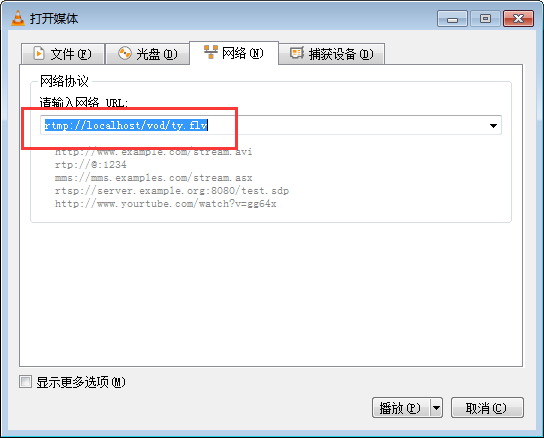 打开媒体
文件(F)
光盘(D)
网络(N)
捕获设备(D)
网络协议
请输入网络 URL:
rtmp://localhost/vod/ty.flv
http://www.example.com/stream.avi
rtp://@:1234
mms://mms.examples.com/stream.asx
rtsp://server.example.org:8080/test.sdp
http://www.yourtube.com/watch?v=gg64x
显示更多选项(M)
播放(P)
取消(C)